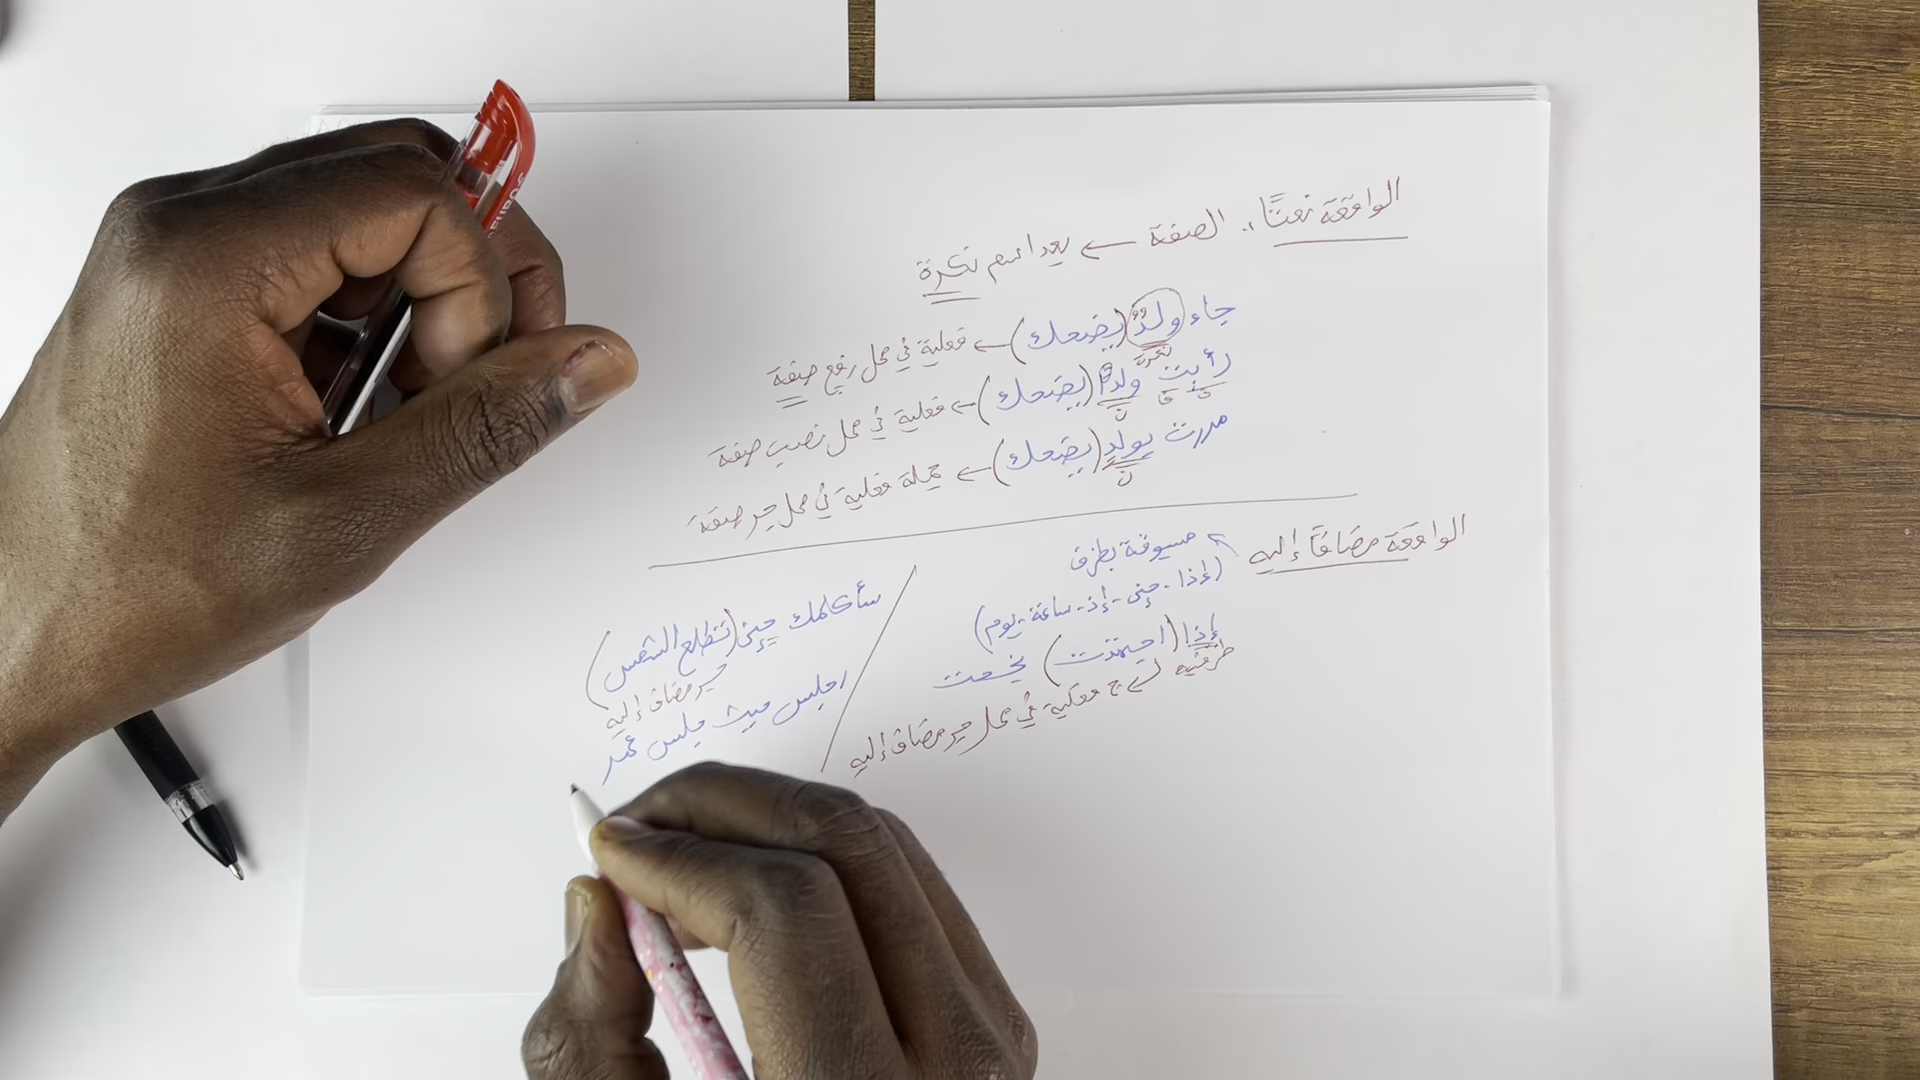 الواقعة نعتًا، الصفة ← بعد اسم نكرة
جاء ولدٌ (يضحك) ← فعلية في محل رفع صفة
نكرة
رأيت ولدًا (يضحك) ← فعلية في محل نصب صفة
مررت بولدٍ (يضحك) ← جملة فعلية في محل جر صفة
الواقعة مضافًا إليه ← مسبوقة بظرف
(إذا - حين - إذ - ساعة - يوم)
إذا (اجتهدت) نجحت
ظرفية فعلية في محل جر مضاف إليه
سأكلمك حين (تطلع الشمس)
جر مضاف إليه
اجلس حيث جلس عمر